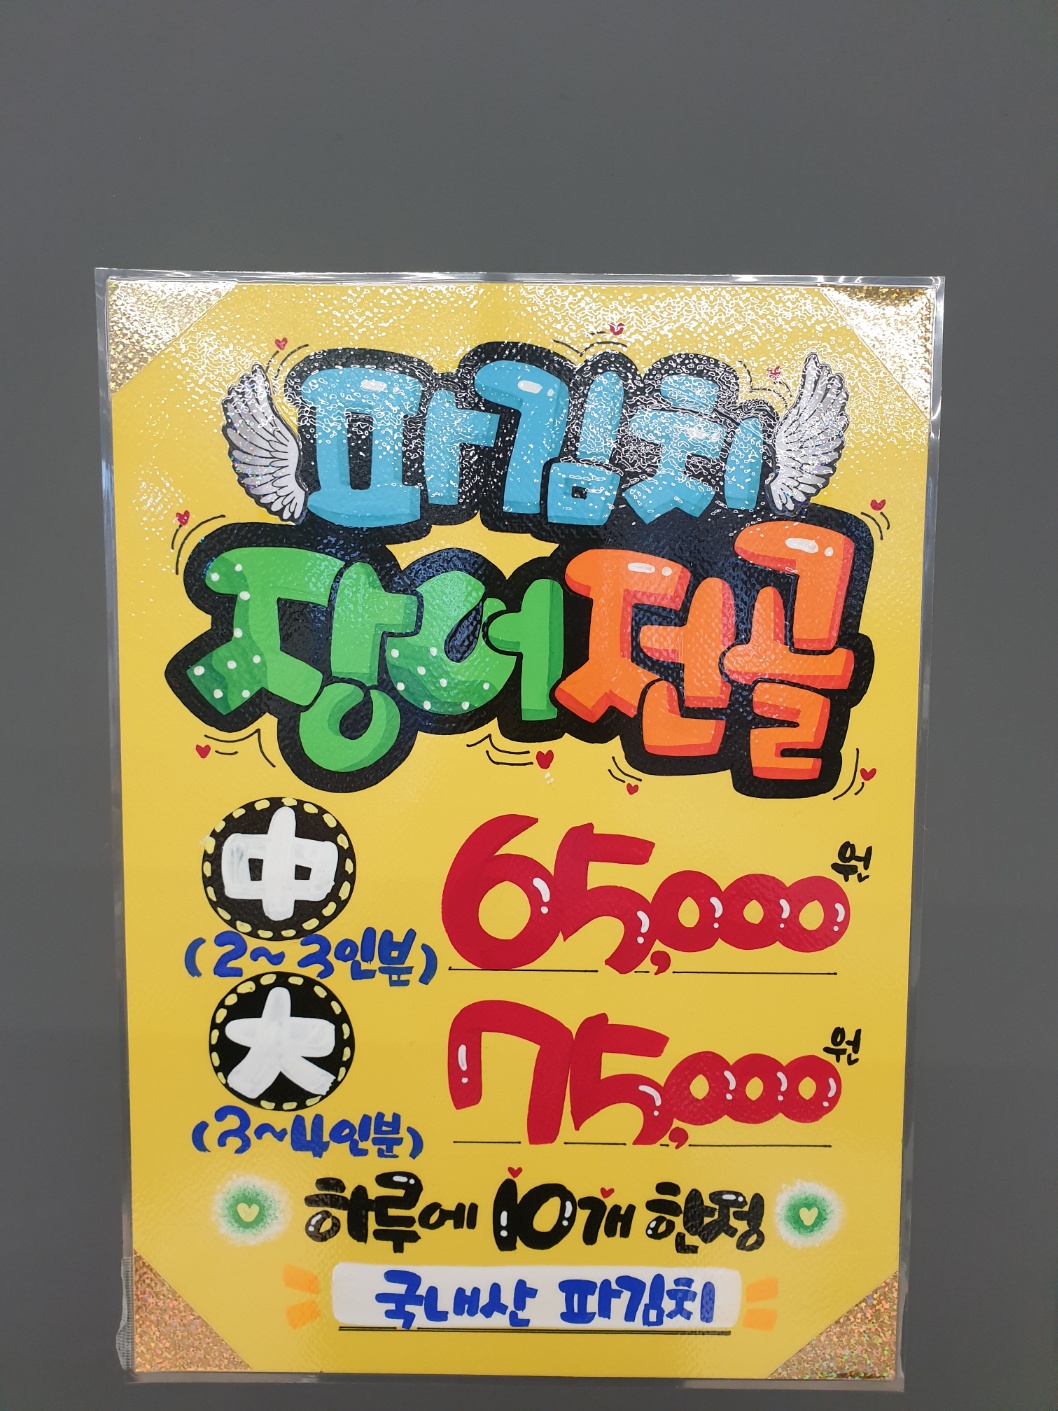 파김치
장어전골
中 65,000원
(2~3인분)
大 75,000원
(3~4인분)
하루에 10개 한정
국내산 파김치